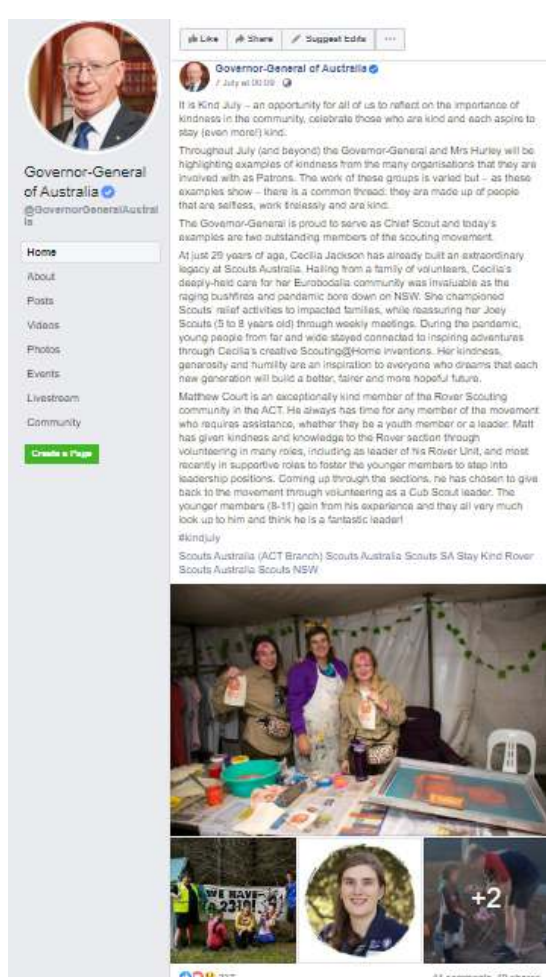 Like
Share
Suggest Edits
...
Governor-General of Australia
7 July at 00:09
It is Kind July – an opportunity for all of us to reflect on the importance of
kindness in the community, celebrate those who are kind and each aspire to
stay (even more!) kind.
Throughout July (and beyond) the Governor-General and Mrs Hurley will be
highlighting examples of kindness from the many organisations that they are
involved with as Patrons. The work of these groups is varied but – as these
examples show – there is a common thread: they are made up of people
that are selfless, work tirelessly and are kind.
The Governor-General is proud to serve as Chief Scout and today's
examples are two outstanding members of the scouting movement.
At just 29 years of age, Cecilia Jackson has already built an extraordinary
legacy at Scouts Australia. Hailing from a family of volunteers, Cecilia's
deeply-held care for her Eurobodalla community was invaluable as the
raging bushfires and pandemic bore down on NSW. She championed
Scouts' relief activities to impacted families, while reassuring her Joey
Scouts (5 to 8 years old) through weekly meetings. During the pandemic,
young people from far and wide stayed connected to inspiring adventures
through Cecilia's creative Scouting@Home inventions. Her kindness,
generosity and humility are an inspiration to everyone who dreams that each
new generation will build a better, fairer and more hopeful future.
Matthew Court is an exceptionally kind member of the Rover Scouting
community in the ACT. He always has time for any member of the movement
who requires assistance, whether they be a youth member or a leader. Matt
has given kindness and knowledge to the Rover section through
volunteering in many roles, including as leader of his Rover Unit, and most
recently in supportive roles to foster the younger members to step into
leadership positions. Coming up through the sections, he has chosen to give
back to the movement through volunteering as a Cub Scout leader. The
younger members (8-11) gain from his experience and they all very much
look up to him and think he is a fantastic leader!
#kindjuly
Scouts Australia (ACT Branch) Scouts Australia Scouts SA Stay Kind Rover
Scouts Australia Scouts NSW
Governor-General
of Australia
@GovernorGeneralAustral
ia
Home
About
Posts
Videos
Photos
Events
Livestream
Community
Create a Page
WE HAVE
A 23!0!
+2